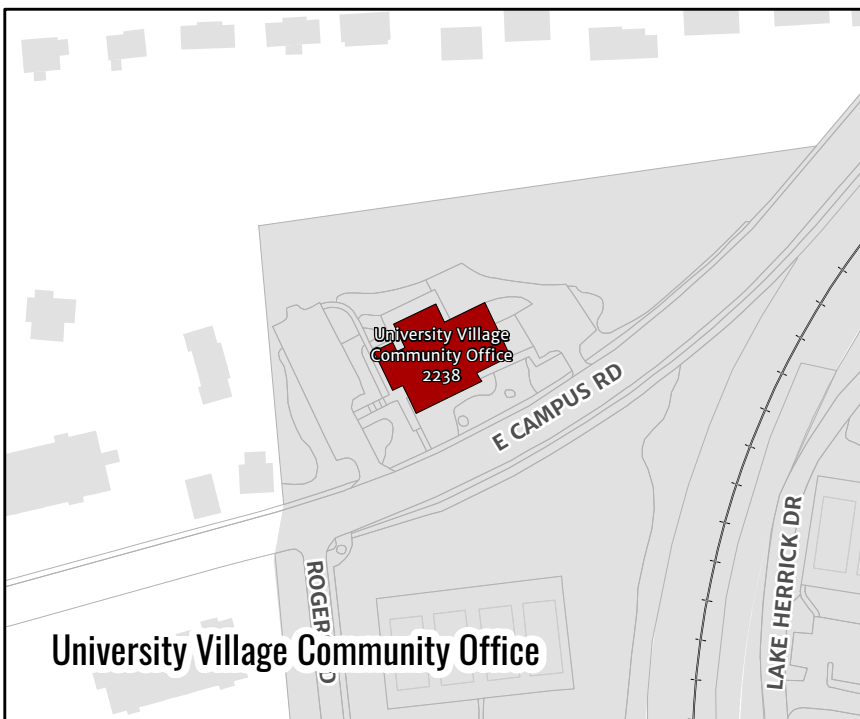 University Village
Community Office
2238
E CAMPUS RD
LAKE HERRICK DR
University Village Community Office